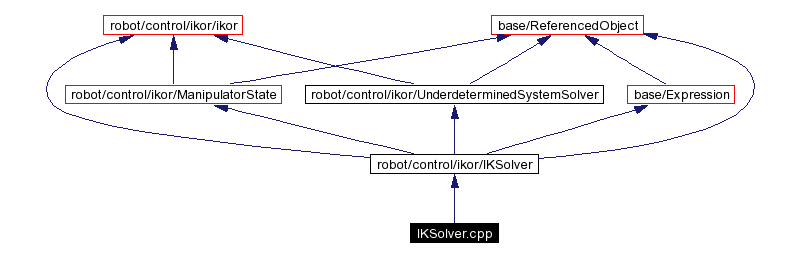 robot/control/ikor/ikor
base/ReferencedObject
robot/control/ikor/ManipulatorState
robot/control/ikor/UnderdeterminedSystemSolver
base/Expression
robot/control/ikor/IKSolver
IKSolver.cpp